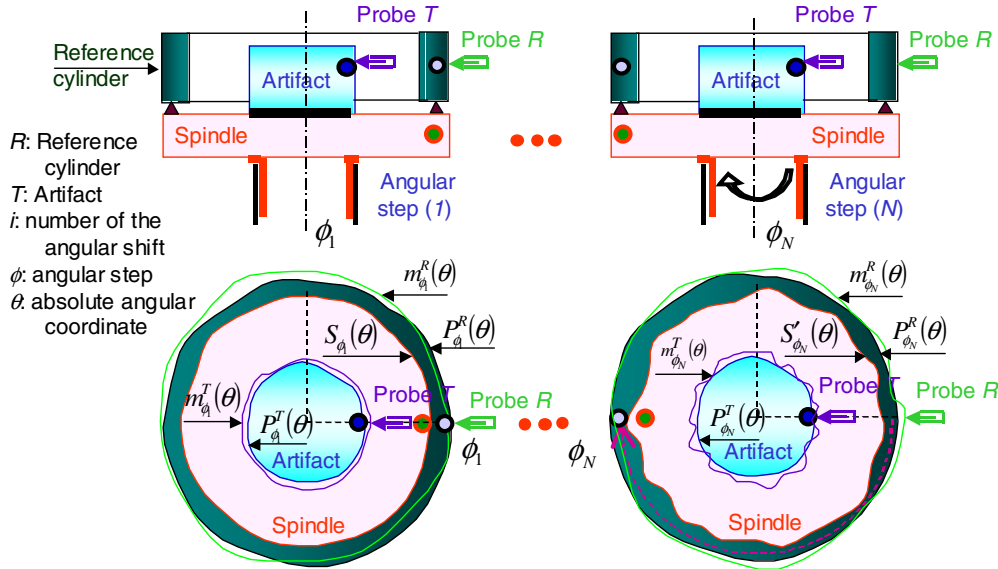 Probe T
Probe R
Reference
cylinder
Artifact
Spindle
Angular
step (1)
ϕ₁
Probe T
Probe R
Artifact
Spindle
Angular
step (N)
ϕ_N
R: Reference
cylinder
T: Artifact
i: number of the
angular shift
ϕ: angular step
θ: absolute angular
coordinate
m^R_ϕ₁(θ)
S_ϕ₁(θ)
P^R_ϕ₁(θ)
m^T_ϕ₁(θ)
P^T_ϕ₁(θ)
Probe T
Probe R
ϕ₁
Artifact
Spindle
m^R_ϕN(θ)
S′_ϕN(θ)
P^R_ϕN(θ)
m^T_ϕN(θ)
P^T_ϕN(θ)
Probe T
Probe R
ϕ_N
Artifact
Spindle